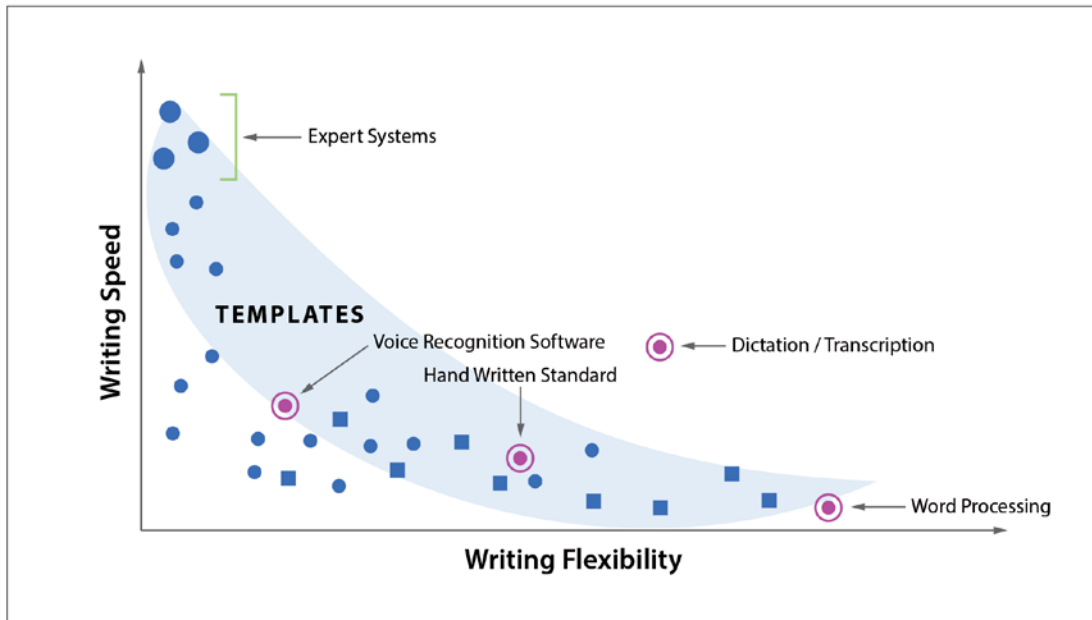 Expert Systems
Writing Speed
TEMPLATES
Voice Recognition Software
Dictation / Transcription
Hand Written Standard
Word Processing
Writing Flexibility